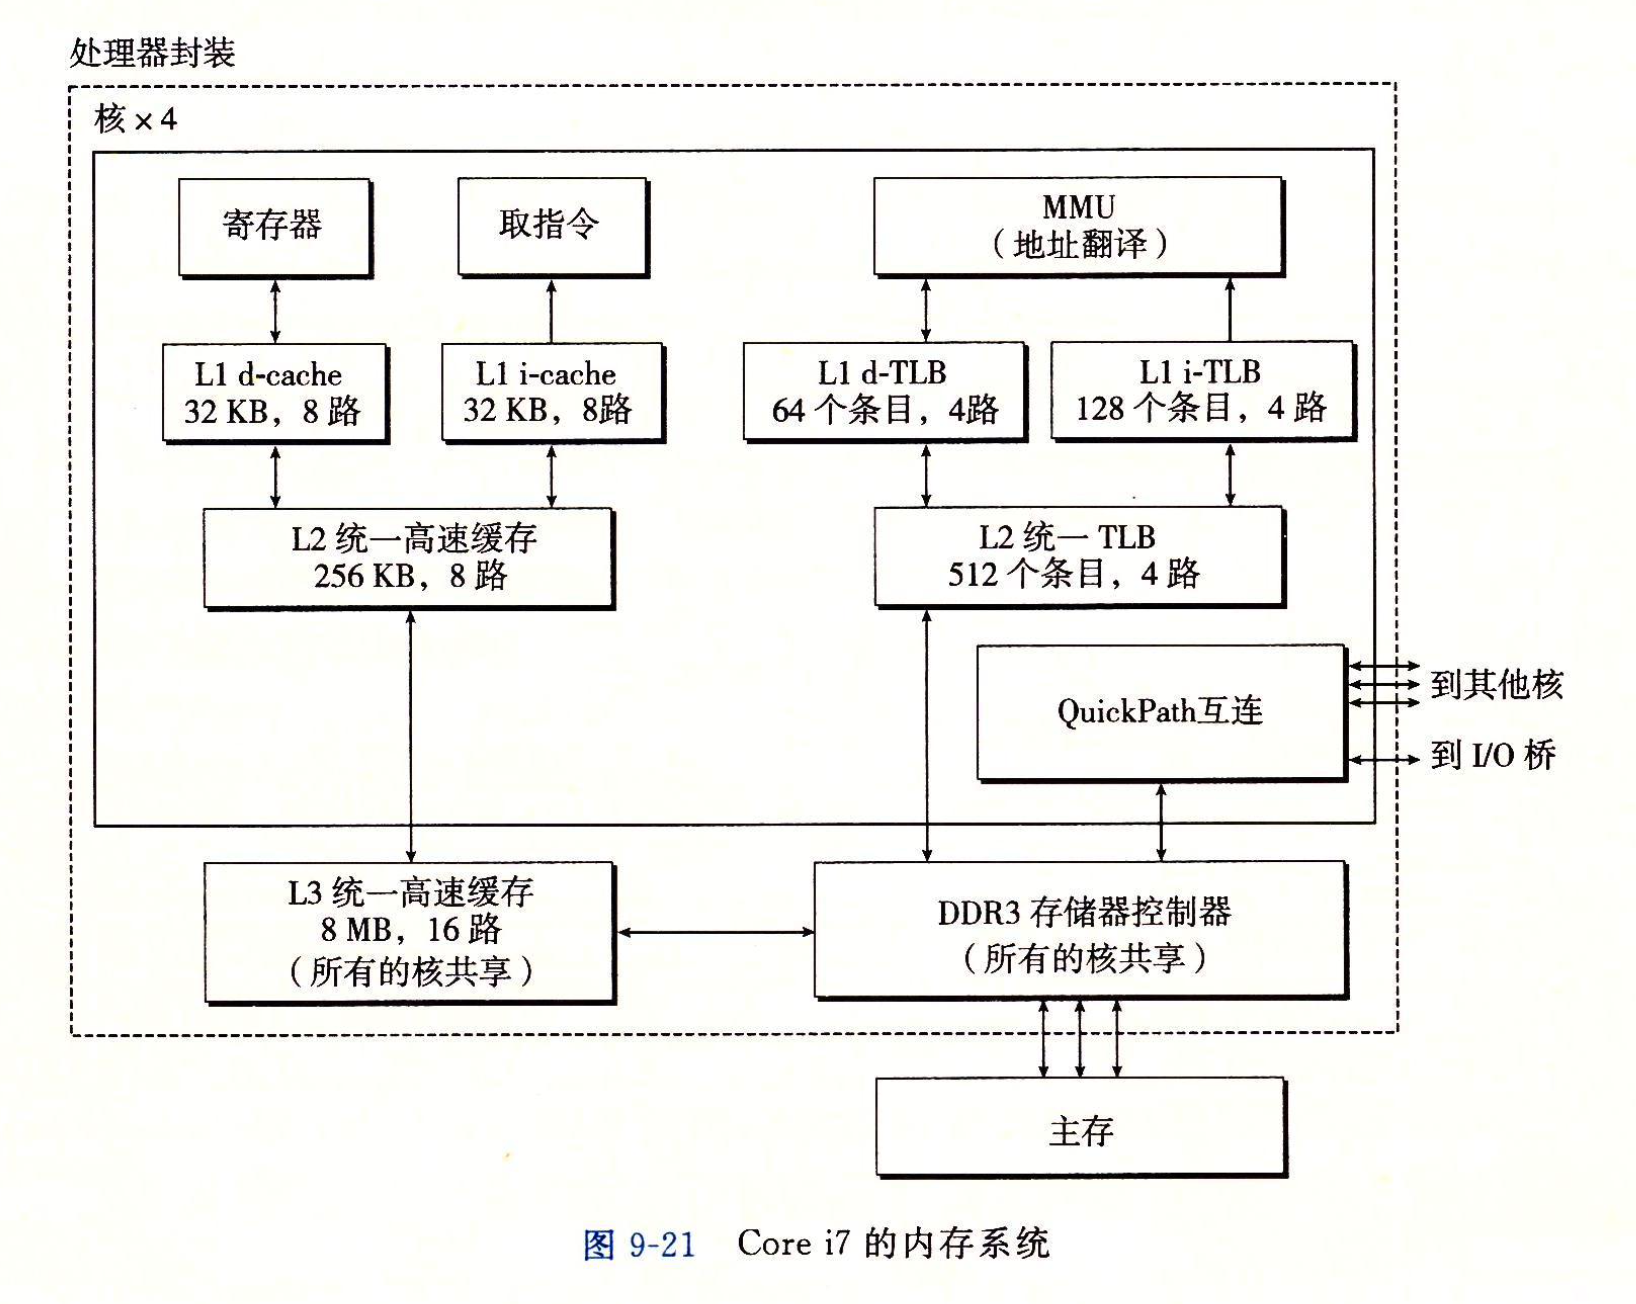 处理器封装
核×4
寄存器
取指令
MMU
（地址翻译）
L1 d-cache
32 KB，8 路
L1 i-cache
32 KB，8路
L1 d-TLB
64 个条目，4路
L1 i-TLB
128 个条目，4 路
L2 统一高速缓存
256 KB，8 路
L2 统一 TLB
512 个条目，4 路
QuickPath互连
到其他核
到 I/O 桥
L3 统一高速缓存
8 MB，16 路
（所有的核共享）
DDR3 存储器控制器
（所有的核共享）
主存
图 9-21 Core i7 的内存系统